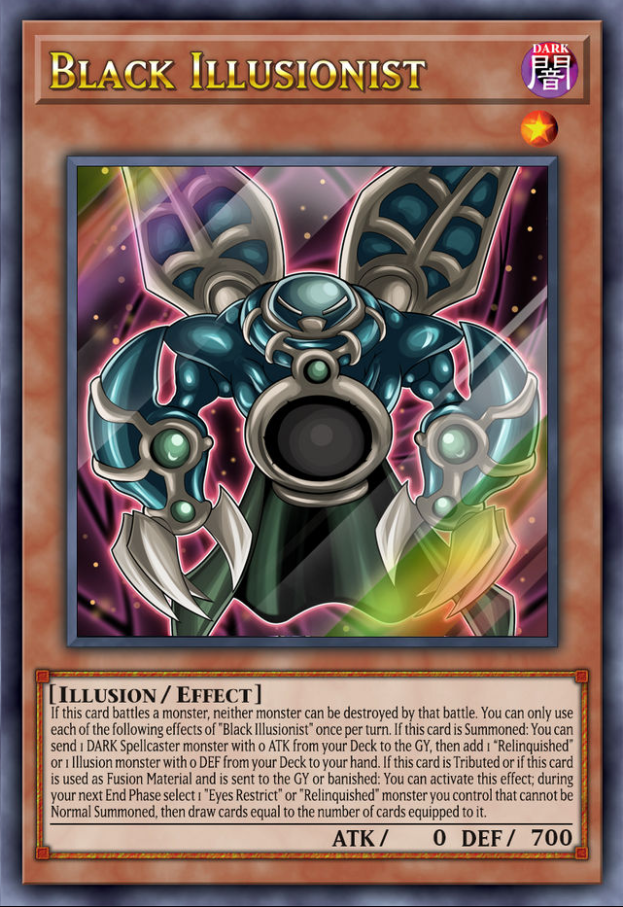 BLACK ILLUSIONIST
DARK
闇
[ILLUSION / EFFECT]
If this card battles a monster, neither monster can be destroyed by that battle. You can only use
each of the following effects of "Black Illusionist" once per turn. If this card is Summoned: You can
send 1 DARK Spellcaster monster with 0 ATK from your Deck to the GY, then add 1 “Relinquished”
or 1 Illusion monster with 0 DEF from your Deck to your hand. If this card is Tributed or if this card
is used as Fusion Material and is sent to the GY or banished: You can activate this effect; during
your next End Phase select 1 "Eyes Restrict" or “Relinquished” monster you control that cannot be
Normal Summoned, then draw cards equal to the number of cards equipped to it.
ATK / 0 DEF / 700